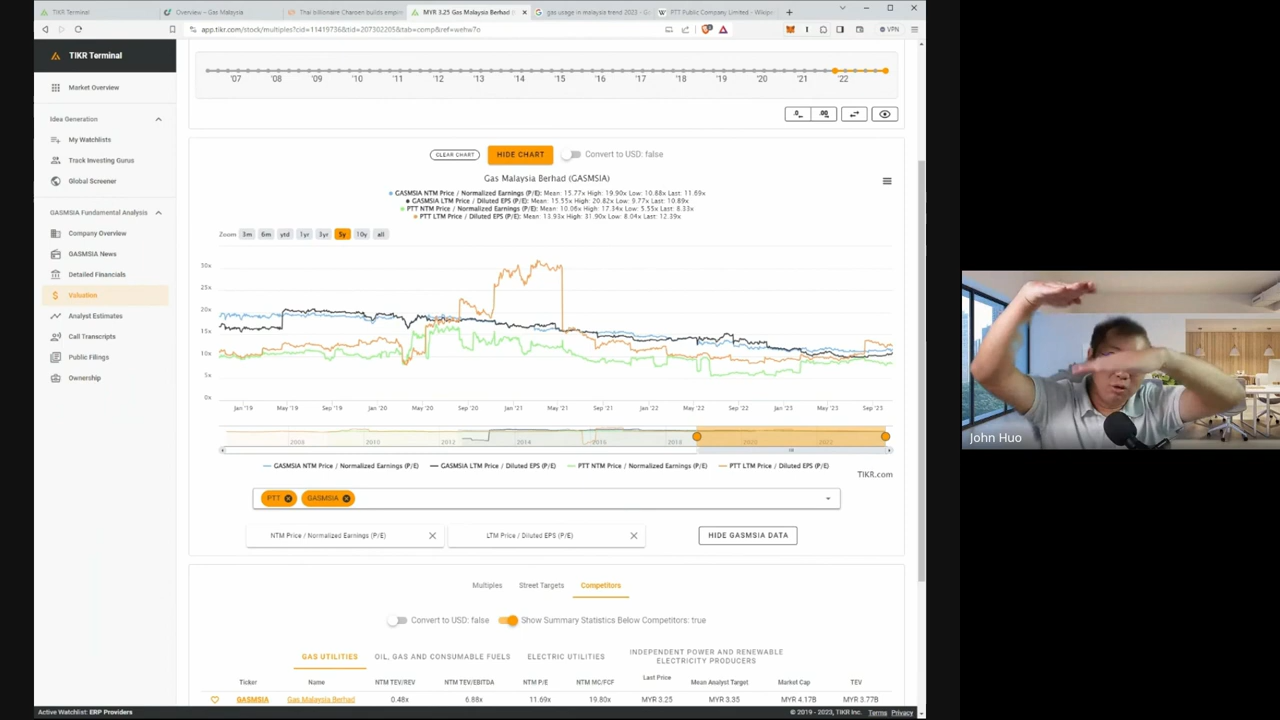 TIKR Terminal
Overview - Gas Malaysia
Thai billionaire Charoen builds empire
MYR 3.25 Gas Malaysia Berhad (
gas usage in malaysia trend 2023 - G
PTT Public Company Limited - Wikipe
app.tikr.com/stock/multiples?cid=11419736&tid=207302205&tab=comp&ref=wehw7o
VPN
TIKR Terminal
Market Overview
Idea Generation
My Watchlists
Track Investing Gurus
Global Screener
GASMSIA Fundamental Analysis
Company Overview
GASMSIA News
Detailed Financials
Valuation
Analyst Estimates
Call Transcripts
Public Filings
Ownership
'07 '08 '09 '10 '11 '12 '13 '14 '15 '16 '17 '18 '19 '20 '21 '22
CLEAR CHART
HIDE CHART
Convert to USD: false
Gas Malaysia Berhad (GASMSIA)
GASMSIA NTM Price / Normalized Earnings (P/E): Mean: 15.77x High: 19.90x Low: 10.88x Last: 11.69x
GASMSIA LTM Price / Diluted EPS (P/E): Mean: 15.55x High: 20.82x Low: 9.77x Last: 10.89x
PTT NTM Price / Normalized Earnings (P/E): Mean: 10.06x High: 17.34x Low: 5.55x Last: 8.33x
PTT LTM Price / Diluted EPS (P/E): Mean: 13.93x High: 31.90x Low: 8.04x Last: 12.39x
Zoom 3m 6m ytd 1yr 3yr 5y 10y all
30x
25x
20x
15x
10x
5x
0x
Jan '19 May '19 Sep '19 Jan '20 May '20 Sep '20 Jan '21 May '21 Sep '21 Jan '22 May '22 Sep '22 Jan '23 May '23 Sep '23
2008 2010 2012 2014 2016 2018 2020 2022
GASMSIA NTM Price / Normalized Earnings (P/E) GASMSIA LTM Price / Diluted EPS (P/E) PTT NTM Price / Normalized Earnings (P/E) PTT LTM Price / Diluted EPS (P/E)
TIKR.com
PTT
GASMSIA
NTM Price / Normalized Earnings (P/E)
LTM Price / Diluted EPS (P/E)
HIDE GASMSIA DATA
Multiples
Street Targets
Competitors
Convert to USD: false
Show Summary Statistics Below Competitors: true
GAS UTILITIES
OIL, GAS AND CONSUMABLE FUELS
ELECTRIC UTILITIES
INDEPENDENT POWER AND RENEWABLE
ELECTRICITY PRODUCERS
Ticker Name NTM TEV/REV NTM TEV/EBITDA NTM P/E NTM MC/FCF Last Price Mean Analyst Target Market Cap TEV
GASMSIA Gas Malaysia Berhad 0.48x 6.88x 11.69x 19.80x MYR 3.25 MYR 3.35 MYR 4.17B MYR 3.77B
Active Watchlist: ERP Providers
© 2019 - 2023, TIKR Inc. Terms Privacy
John Huo